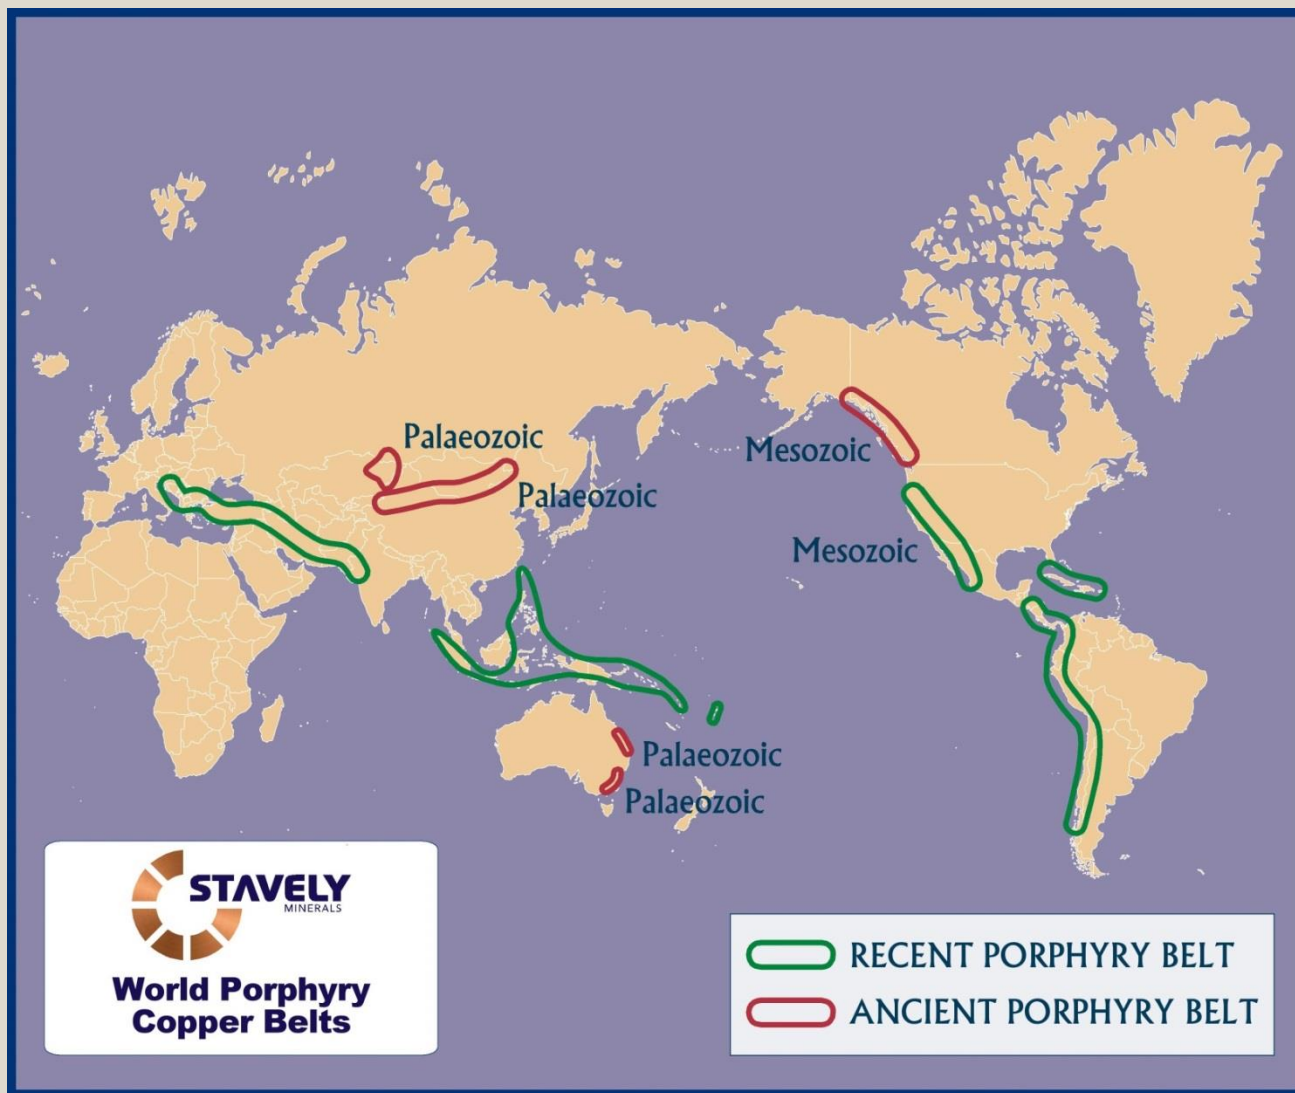 Palaeozoic
Palaeozoic
Mesozoic
Mesozoic
Palaeozoic
Palaeozoic
STAVELY
MINERALS
World Porphyry
Copper Belts
RECENT PORPHYRY BELT
ANCIENT PORPHYRY BELT